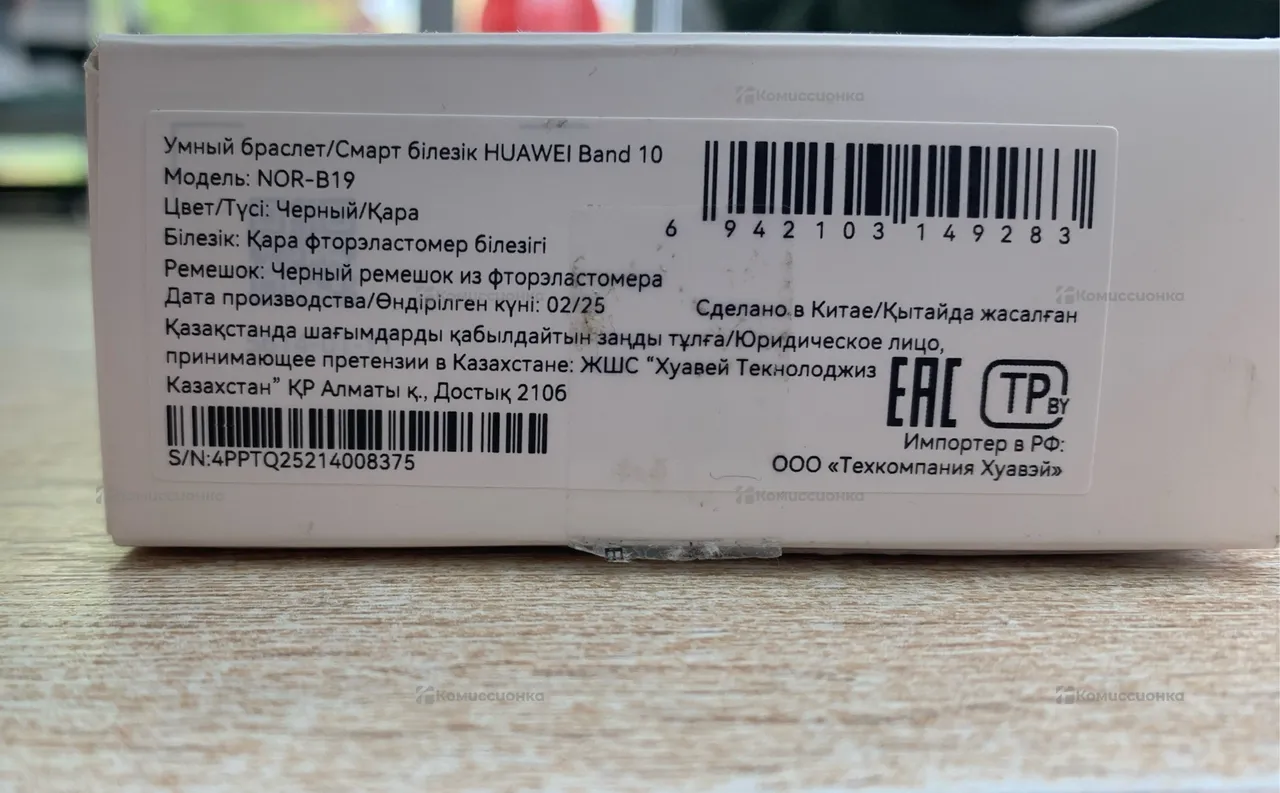 Комиссионка
Умный браслет/Смарт білезік HUAWEI Band 10
Модель: NOR-B19
Цвет/Түсі: Черный/Қара
Білезік: Қара фторэластомер білезігі
Ремешок: Черный ремешок из фторэластомера
Дата производства/Өндірілген күні: 02/25
6 942103 149283
Сделано в Китае/Қытайда жасалған
Қазақстанда шағымдарды қабылдайтын заңды тұлға/Юридическое лицо,
принимающее претензии в Казахстане: ЖШС “Хуавей Текнолоджиз
Казахстан” ҚР Алматы қ., Достық 210б
S/N:4PPTQ25214008375
EAC
TP BY
Импортер в РФ:
ООО «Техкомпания Хуавэй»
Комиссионка
Комиссионка
Комиссионка
Комиссионка
Комиссионка
Комиссионка